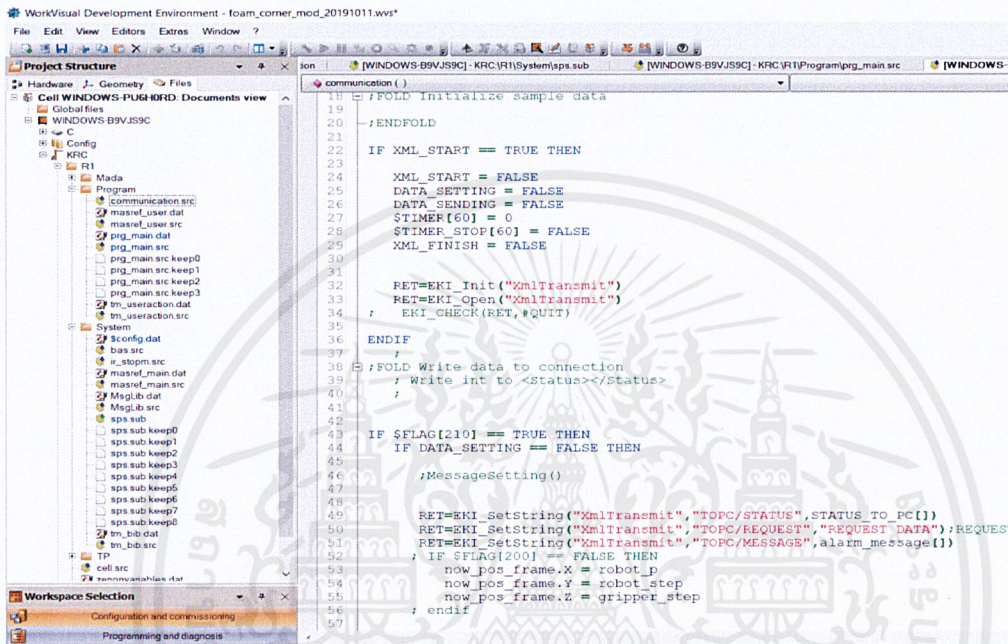 WorkVisual Development Environment - foam_corner_mod_20191011.wvs*
File Edit View Editors Extras Window ?
Project Structure
Hardware Geometry Files
Cell WINDOWS-PU6H0RD: Documents view
Global files
WINDOWS-B9VJS9C
C
Config
KRC
R1
Mada
Program
communication.src
masref_user.dat
masref_user.src
prg_main.dat
prg_main.src
prg_main.src.keep0
prg_main.src.keep1
prg_main.src.keep2
prg_main.src.keep3
tm_useraction.dat
tm_useraction.src
System
$config.dat
bas.src
ir_stopm.src
masref_main.dat
masref_main.src
MsgLib.dat
MsgLib.src
sps.sub
sps.sub.keep0
sps.sub.keep1
sps.sub.keep2
sps.sub.keep3
sps.sub.keep4
sps.sub.keep5
sps.sub.keep6
sps.sub.keep7
sps.sub.keep8
tm_bib.dat
tm_bib.src
TP
cell.src
zenonvariables.dat
Workspace Selection
Configuration and commissioning
Programming and diagnosis
ion [WINDOWS-B9VJS9C] - KRC:\R1\System\sps.sub [WINDOWS-B9VJS9C] - KRC:\R1\Program\prg_main.src [WINDOWS-
communication ( )
18 ;FOLD Initialize sample data
19
20 ;ENDFOLD
21
22 IF XML_START == TRUE THEN
23
24 XML_START = FALSE
25 DATA_SETTING = FALSE
26 DATA_SENDING = FALSE
27 $TIMER[60] = 0
28 $TIMER_STOP[60] = FALSE
29 XML_FINISH = FALSE
30
31
32 RET=EKI_Init("XmlTransmit")
33 RET=EKI_Open("XmlTransmit")
34 ; EKI_CHECK(RET,#QUIT)
35
36 ENDIF
37 ;
38 ;FOLD Write data to connection
39 ; Write int to <Status></Status>
40 ;
41
42
43 IF $FLAG[210] == TRUE THEN
44 IF DATA_SETTING == FALSE THEN
45
46 ;MessageSetting()
47
48
49 RET=EKI_SetString("XmlTransmit","TOPC/STATUS",STATUS_TO_PC[])
50 RET=EKI_SetString("XmlTransmit","TOPC/REQUEST","REQUEST_DATA");REQUES
51 RET=EKI_SetString("XmlTransmit","TOPC/MESSAGE",alarm_message[])
52 ; IF $FLAG[200] == FALSE THEN
53 now_pos_frame.X = robot_p
54 now_pos_frame.Y = robot_step
55 now_pos_frame.Z = gripper_step
56 ; endif
57